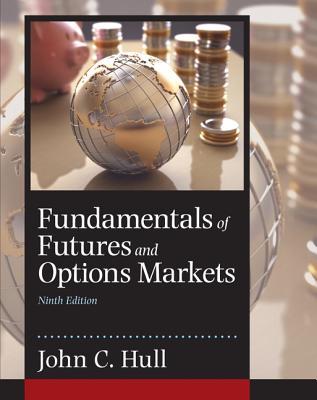 Fundamentals of
Futures and
Options Markets
Ninth Edition
John C. Hull